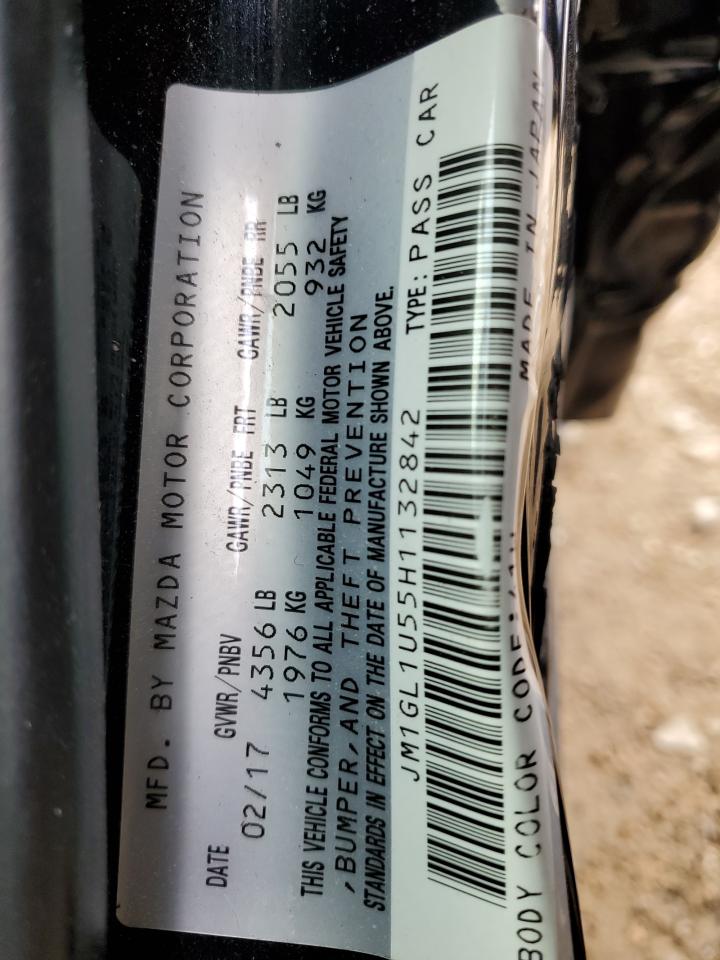 MFD. BY MAZDA MOTOR CORPORATION
DATE GVWR/PNBV GAWR/PNBE FRT GAWR/PNBE RR
02/17 4356 LB 2313 LB 2055 LB
1976 KG 1049 KG 932 KG
THIS VEHICLE CONFORMS TO ALL APPLICABLE FEDERAL MOTOR VEHICLE SAFETY
,BUMPER, AND THEFT PREVENTION
STANDARDS IN EFFECT ON THE DATE OF MANUFACTURE SHOWN ABOVE.
JM1GL1U55H1132842 TYPE: PASS CAR
BODY COLOR CODE: MADE IN JAPAN